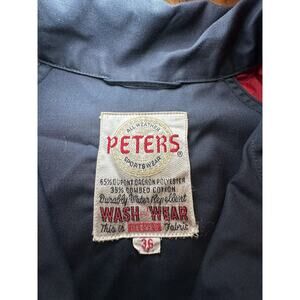 ALL WEATHER
PETERS ®
SPORTSWEAR
65% DUPONT DACRON POLYESTER
35% COMBED COTTON
Durably Water Repellent
WASH WEAR
This is Fabric
36